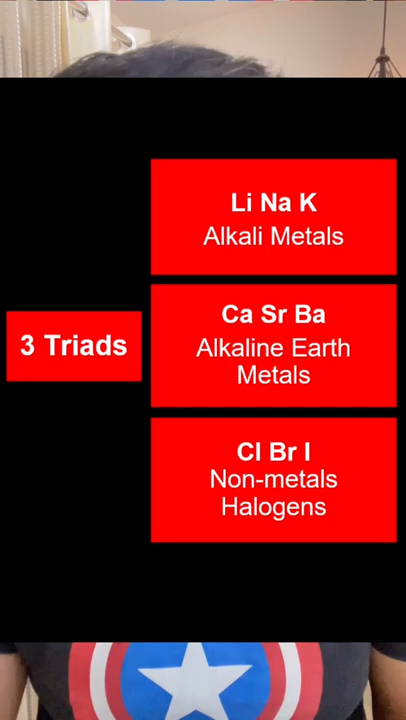 Li Na K
Alkali Metals
3 Triads
Ca Sr Ba
Alkaline Earth
Metals
Cl Br I
Non-metals
Halogens